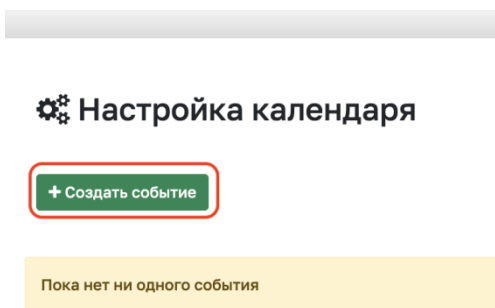 Настройка календаря
+ Создать событие
Пока нет ни одного события